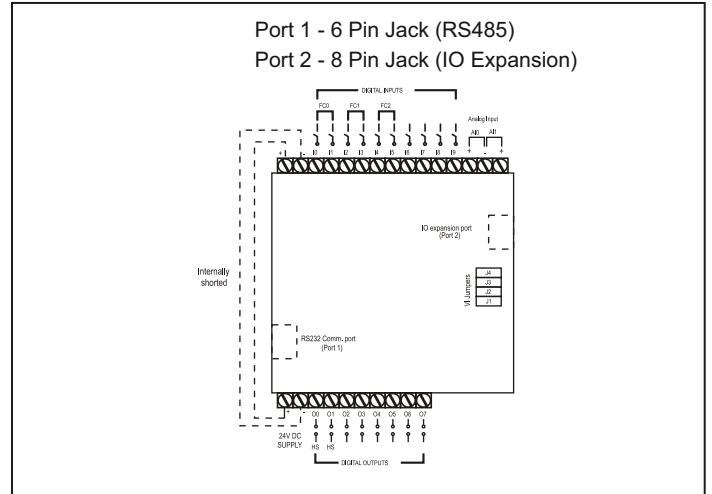 Port 1 - 6 Pin Jack (RS485)
Port 2 - 8 Pin Jack (IO Expansion)
DIGITAL INPUTS
FC0 FC1 FC2
Analog Input
AI0 AI1
+ - I0 I1 I2 I3 I4 I5 I6 I7 I8 I9 + - +
IO expansion port
(Port 2)
Internally
shorted
VI Jumpers
J4
J3
J2
J1
RS232 Comm. port
(Port 1)
+ - O0 O1 O2 O3 O4 O5 O6 O7
24V DC
SUPPLY
HS HS
DIGITAL OUTPUTS